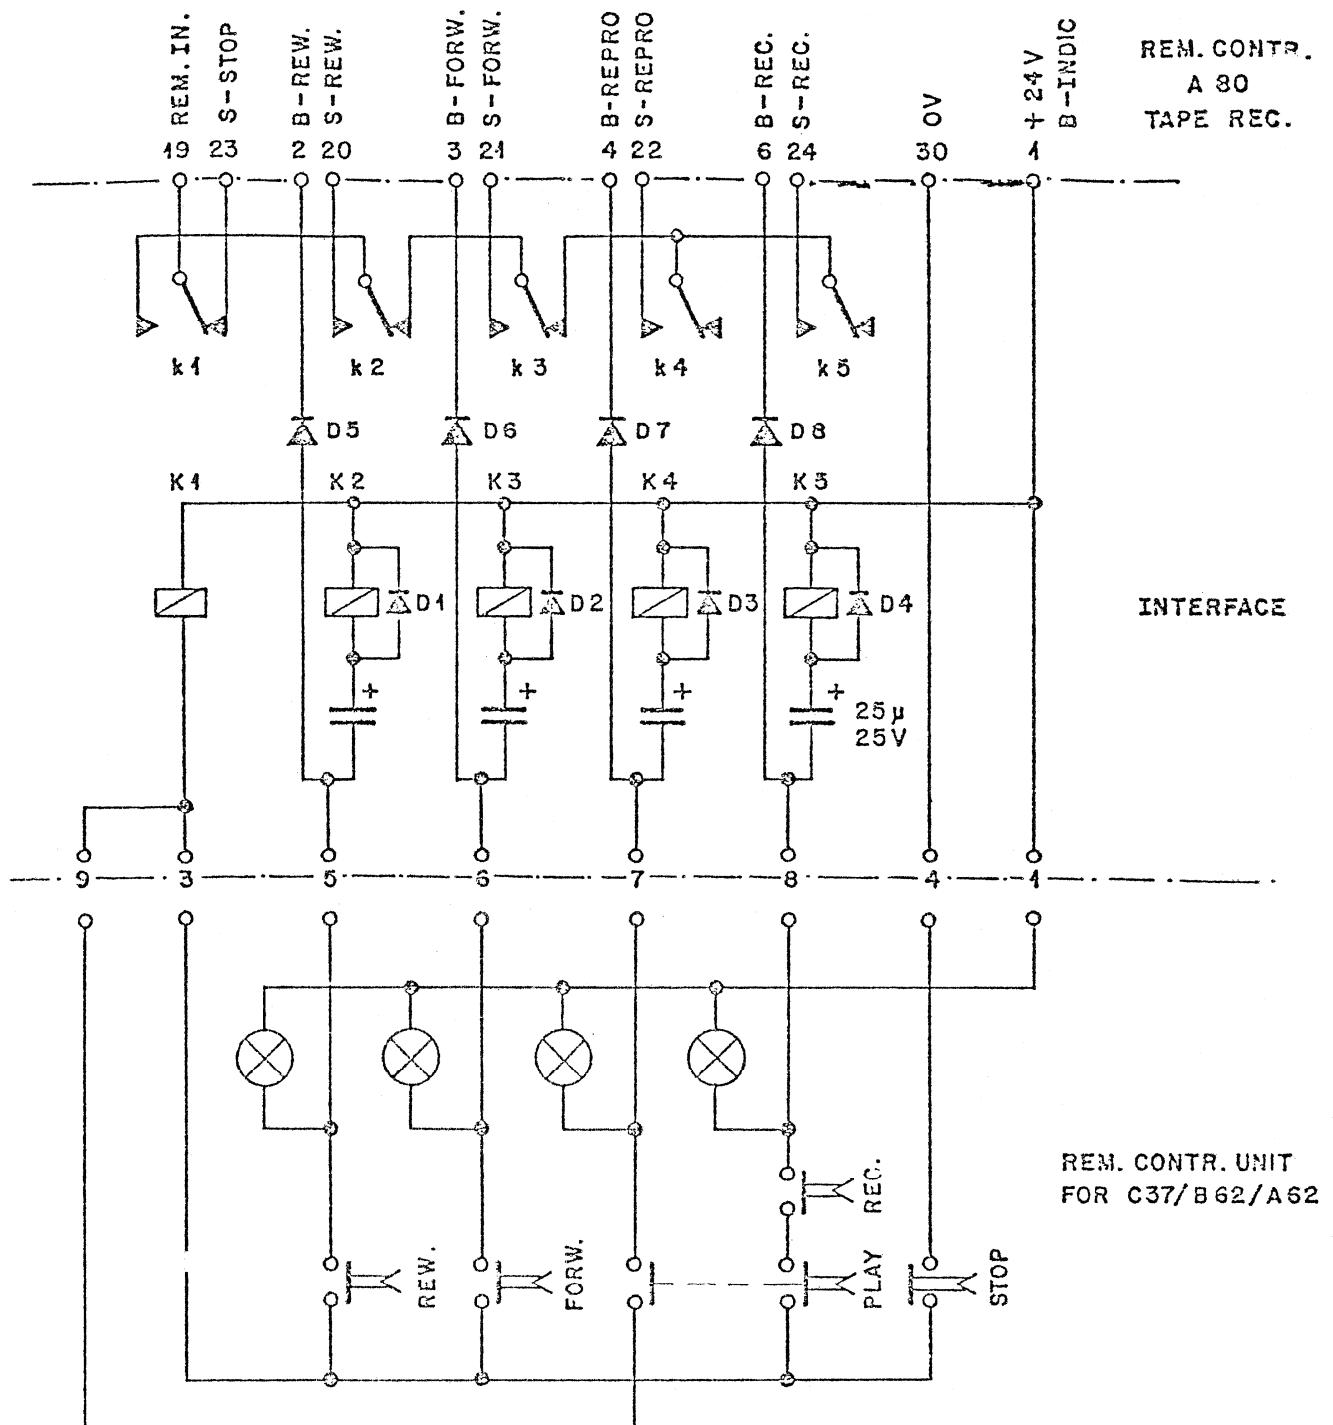 REM. IN.
S-STOP
B-REW.
S-REW.
B-FORW.
S-FORW.
B-REPRO
S-REPRO
B-REC.
S-REC.
0V
+24V
B-INDIC
REM. CONTR.
A 80
TAPE REC.
19 23 2 20 3 21 4 22 6 24 30 1
k1 k2 k3 k4 k5
D5 D6 D7 D8
K1 K2 K3 K4 K5
D1 D2 D3 D4
INTERFACE
+ + + +
25µ
25V
9 3 5 6 7 8 4 1
REM. CONTR. UNIT
FOR C37/B62/A62
REC.
REW.
FORW.
PLAY
STOP